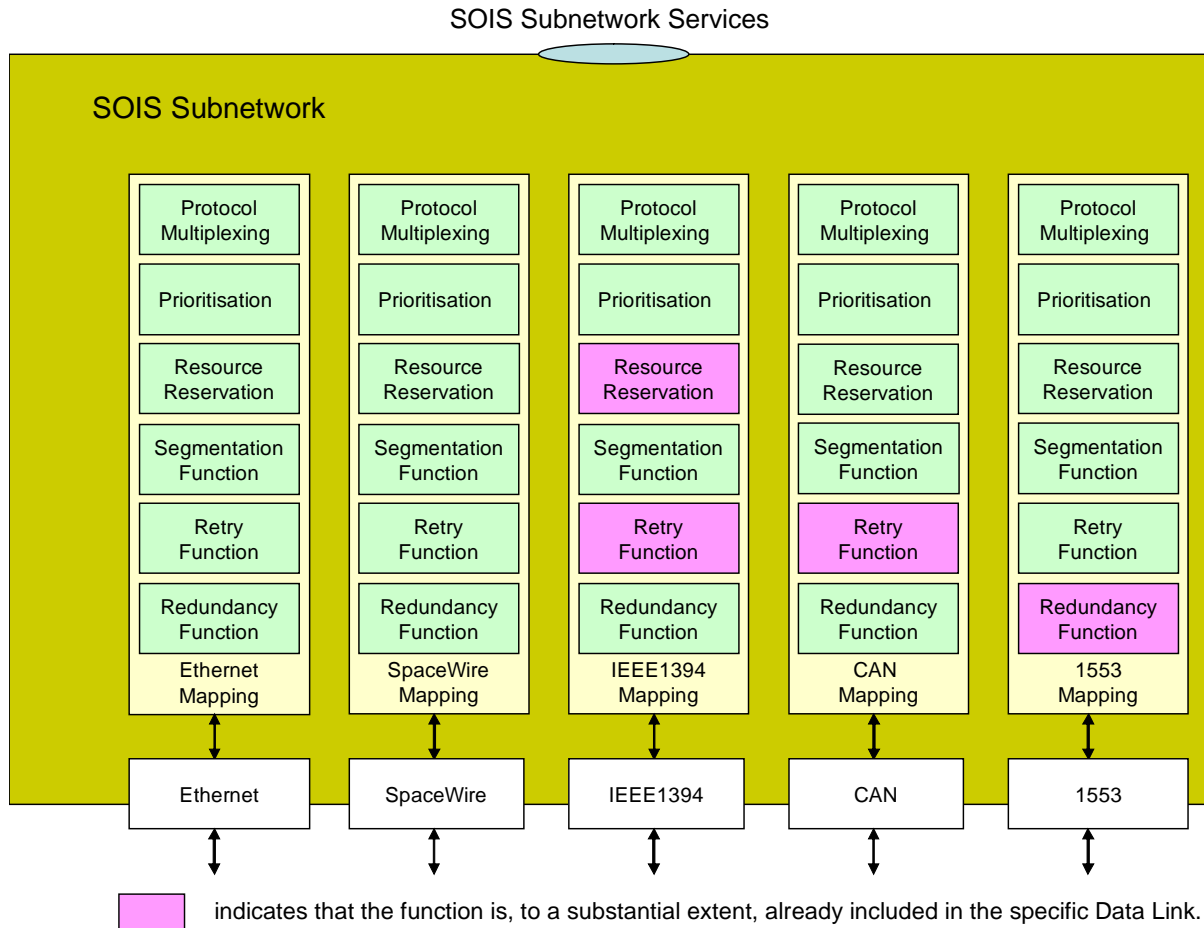 SOIS Subnetwork Services
SOIS Subnetwork
Protocol
Multiplexing
Prioritisation
Resource
Reservation
Segmentation
Function
Retry
Function
Redundancy
Function
Ethernet
Mapping
Protocol
Multiplexing
Prioritisation
Resource
Reservation
Segmentation
Function
Retry
Function
Redundancy
Function
SpaceWire
Mapping
Protocol
Multiplexing
Prioritisation
Resource
Reservation
Segmentation
Function
Retry
Function
Redundancy
Function
IEEE1394
Mapping
Protocol
Multiplexing
Prioritisation
Resource
Reservation
Segmentation
Function
Retry
Function
Redundancy
Function
CAN
Mapping
Protocol
Multiplexing
Prioritisation
Resource
Reservation
Segmentation
Function
Retry
Function
Redundancy
Function
1553
Mapping
Ethernet
SpaceWire
IEEE1394
CAN
1553
indicates that the function is, to a substantial extent, already included in the specific Data Link.